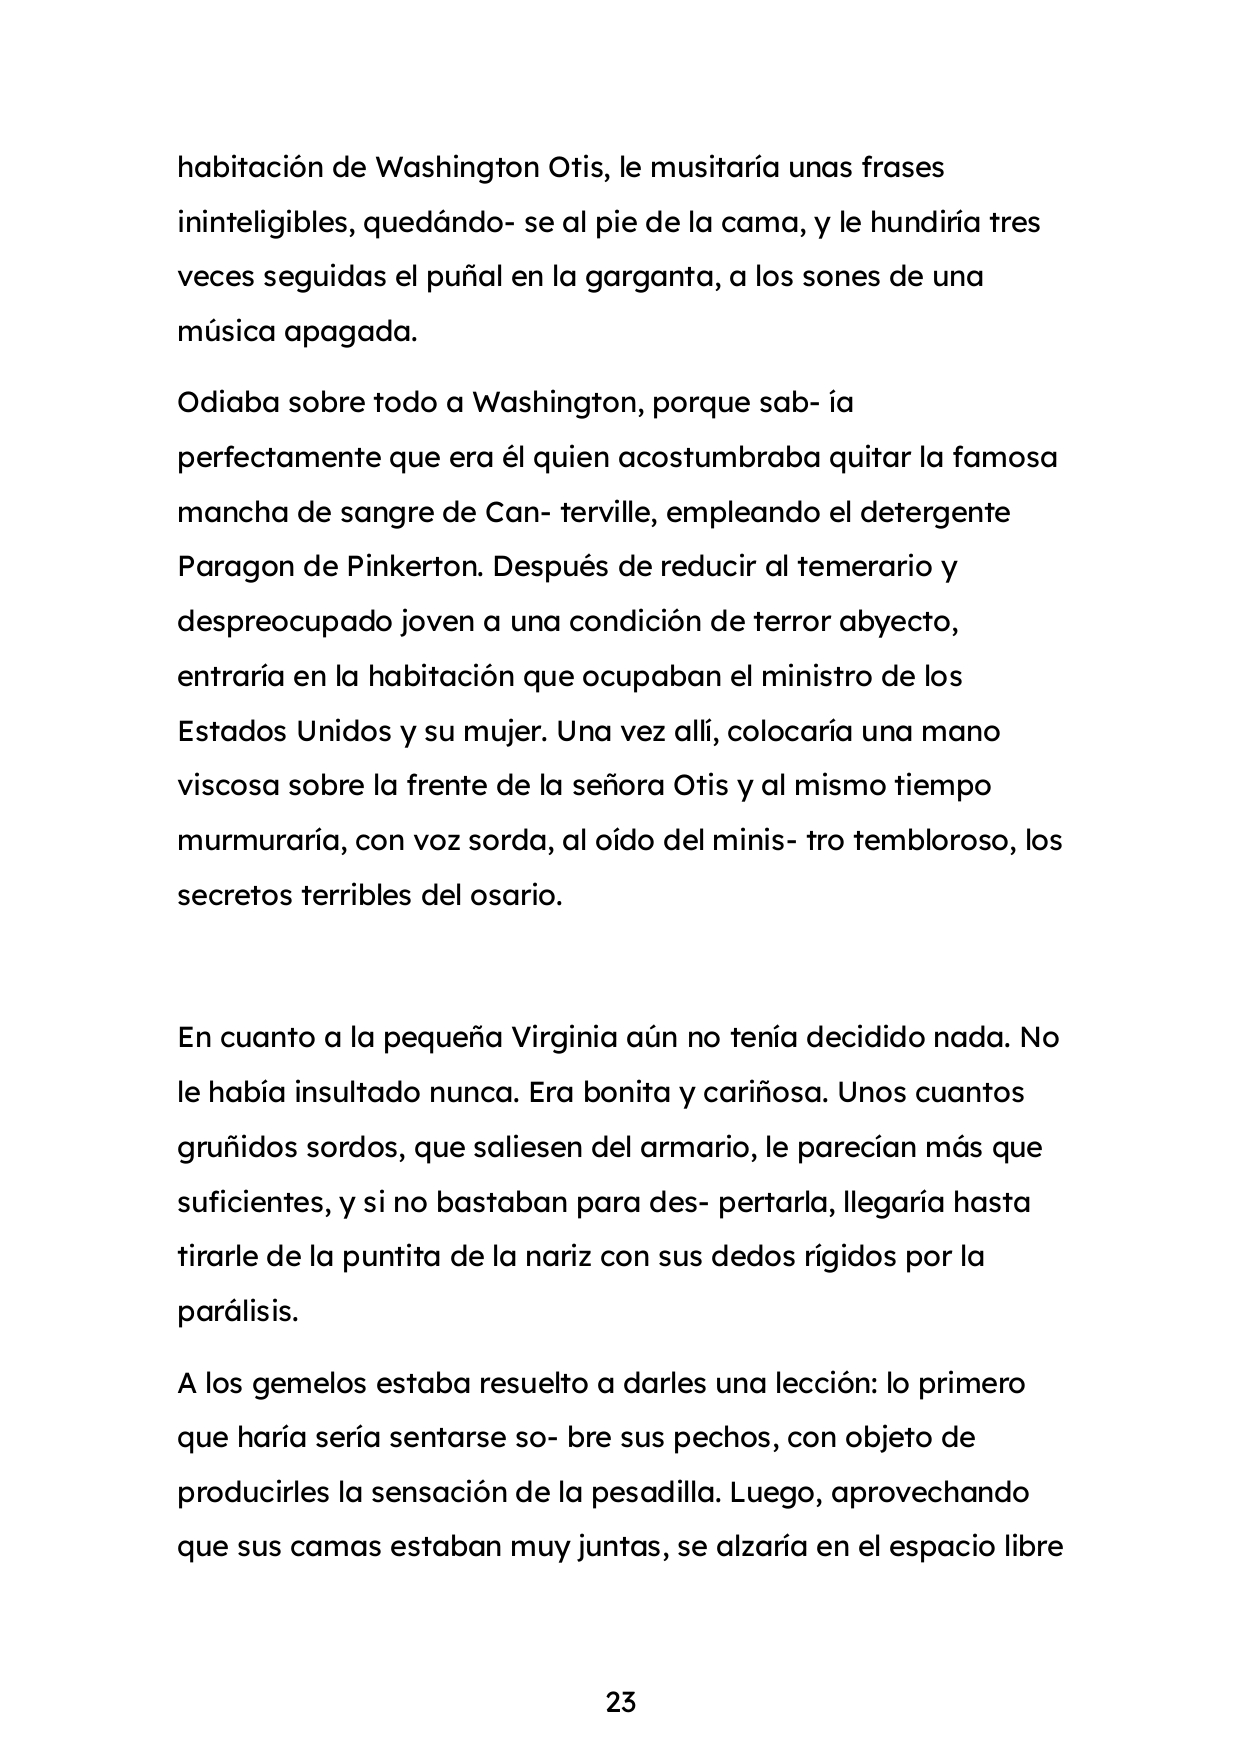 habitación de Washington Otis, le musitaría unas frases
ininteligibles, quedándo- se al pie de la cama, y le hundiría tres
veces seguidas el puñal en la garganta, a los sones de una
música apagada.
Odiaba sobre todo a Washington, porque sab- ía
perfectamente que era él quien acostumbraba quitar la famosa
mancha de sangre de Can- terville, empleando el detergente
Paragon de Pinkerton. Después de reducir al temerario y
despreocupado joven a una condición de terror abyecto,
entraría en la habitación que ocupaban el ministro de los
Estados Unidos y su mujer. Una vez allí, colocaría una mano
viscosa sobre la frente de la señora Otis y al mismo tiempo
murmuraría, con voz sorda, al oído del minis- tro tembloroso, los
secretos terribles del osario.
En cuanto a la pequeña Virginia aún no tenía decidido nada. No
le había insultado nunca. Era bonita y cariñosa. Unos cuantos
gruñidos sordos, que saliesen del armario, le parecían más que
suficientes, y si no bastaban para des- pertarla, llegaría hasta
tirarle de la puntita de la nariz con sus dedos rígidos por la
parálisis.
A los gemelos estaba resuelto a darles una lección: lo primero
que haría sería sentarse so- bre sus pechos, con objeto de
producirles la sensación de la pesadilla. Luego, aprovechando
que sus camas estaban muy juntas, se alzaría en el espacio libre
23